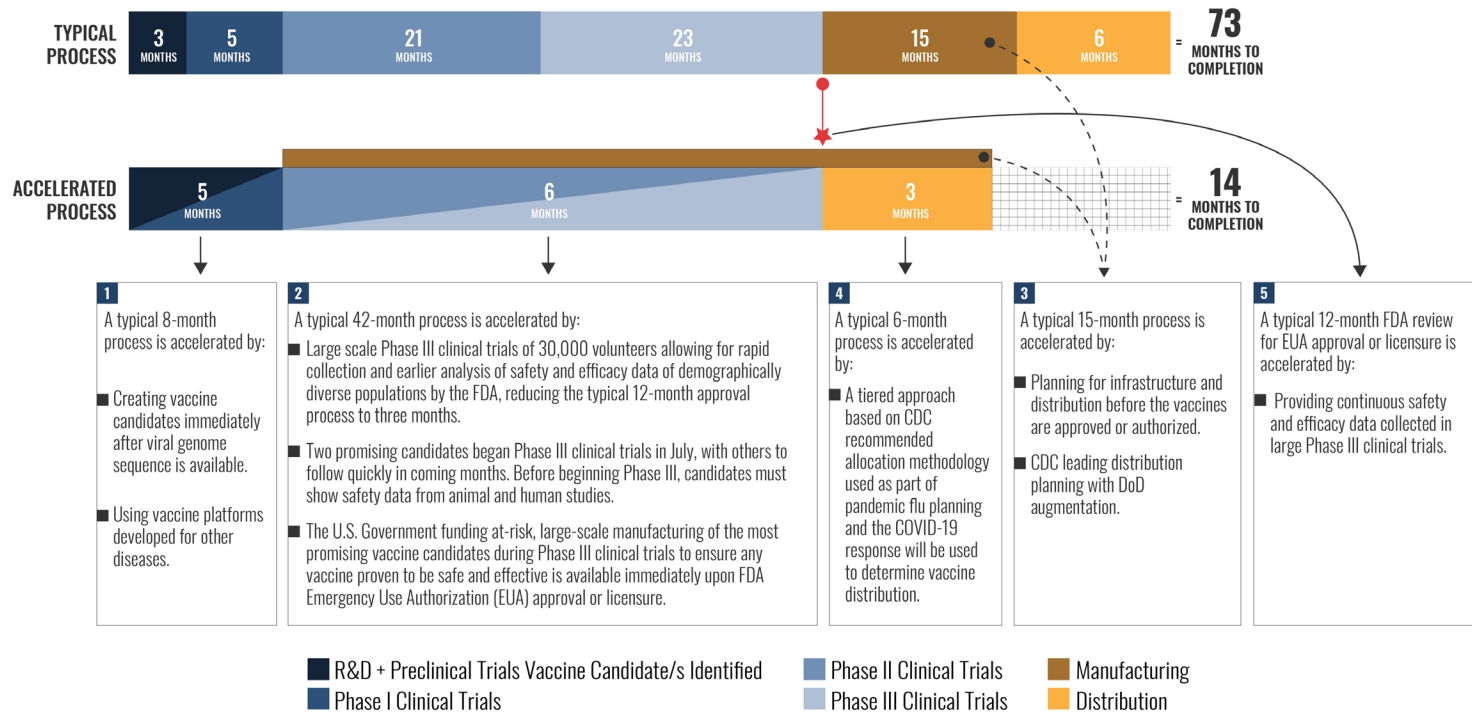 TYPICAL
PROCESS
3
MONTHS
5
MONTHS
21
MONTHS
23
MONTHS
15
MONTHS
6
MONTHS
= 73
MONTHS TO
COMPLETION
ACCELERATED
PROCESS
5
MONTHS
6
MONTHS
3
MONTHS
= 14
MONTHS TO
COMPLETION
1
A typical 8-month
process is accelerated by:
Creating vaccine
candidates immediately
after viral genome
sequence is available.
Using vaccine platforms
developed for other
diseases.
2
A typical 42-month process is accelerated by:
Large scale Phase III clinical trials of 30,000 volunteers allowing for rapid
collection and earlier analysis of safety and efficacy data of demographically
diverse populations by the FDA, reducing the typical 12-month approval
process to three months.
Two promising candidates began Phase III clinical trials in July, with others to
follow quickly in coming months. Before beginning Phase III, candidates must
show safety data from animal and human studies.
The U.S. Government funding at-risk, large-scale manufacturing of the most
promising vaccine candidates during Phase III clinical trials to ensure any
vaccine proven to be safe and effective is available immediately upon FDA
Emergency Use Authorization (EUA) approval or licensure.
4
A typical 6-month
process is accelerated
by:
A tiered approach
based on CDC
recommended
allocation methodology
used as part of
pandemic flu planning
and the COVID-19
response will be used
to determine vaccine
distribution.
3
A typical 15-month process is
accelerated by:
Planning for infrastructure and
distribution before the vaccines
are approved or authorized.
CDC leading distribution
planning with DoD
augmentation.
5
A typical 12-month FDA review
for EUA approval or licensure is
accelerated by:
Providing continuous safety
and efficacy data collected in
large Phase III clinical trials.
R&D + Preclinical Trials Vaccine Candidate/s Identified
Phase I Clinical Trials
Phase II Clinical Trials
Phase III Clinical Trials
Manufacturing
Distribution